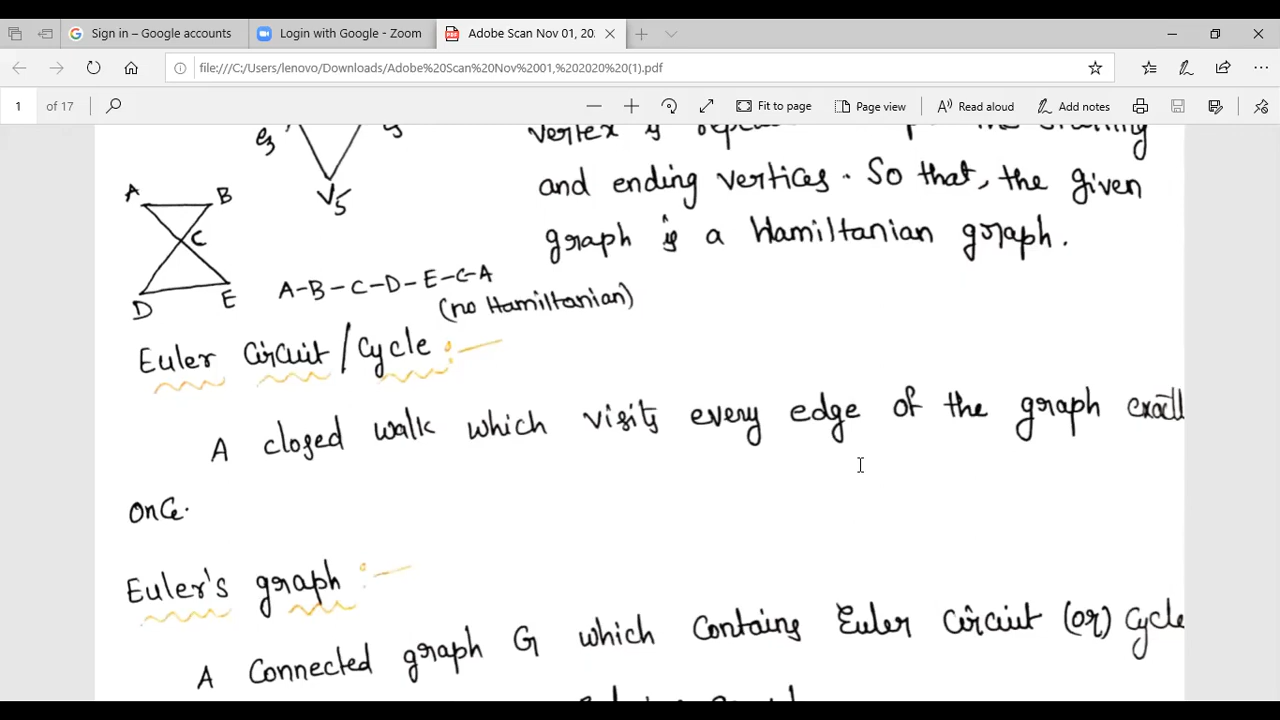 Sign in – Google accounts
Login with Google - Zoom
Adobe Scan Nov 01, 202
file:///C:/Users/lenovo/Downloads/Adobe%20Scan%20Nov%2001,%202020%20(1).pdf
1 of 17
Fit to page
Page view
Read aloud
Add notes
vertex is
and ending vertices. So that, the given
graph is a Hamiltanian graph.
e3
V5
A B
C
D E
A-B-C-D-E-C-A
(no Hamiltanian)
Euler Circuit/Cycle :-
A closed walk which visits every edge of the graph exactl
once.
Euler's graph :-
A Connected graph G which Contains Euler Circuit (or) Cycle